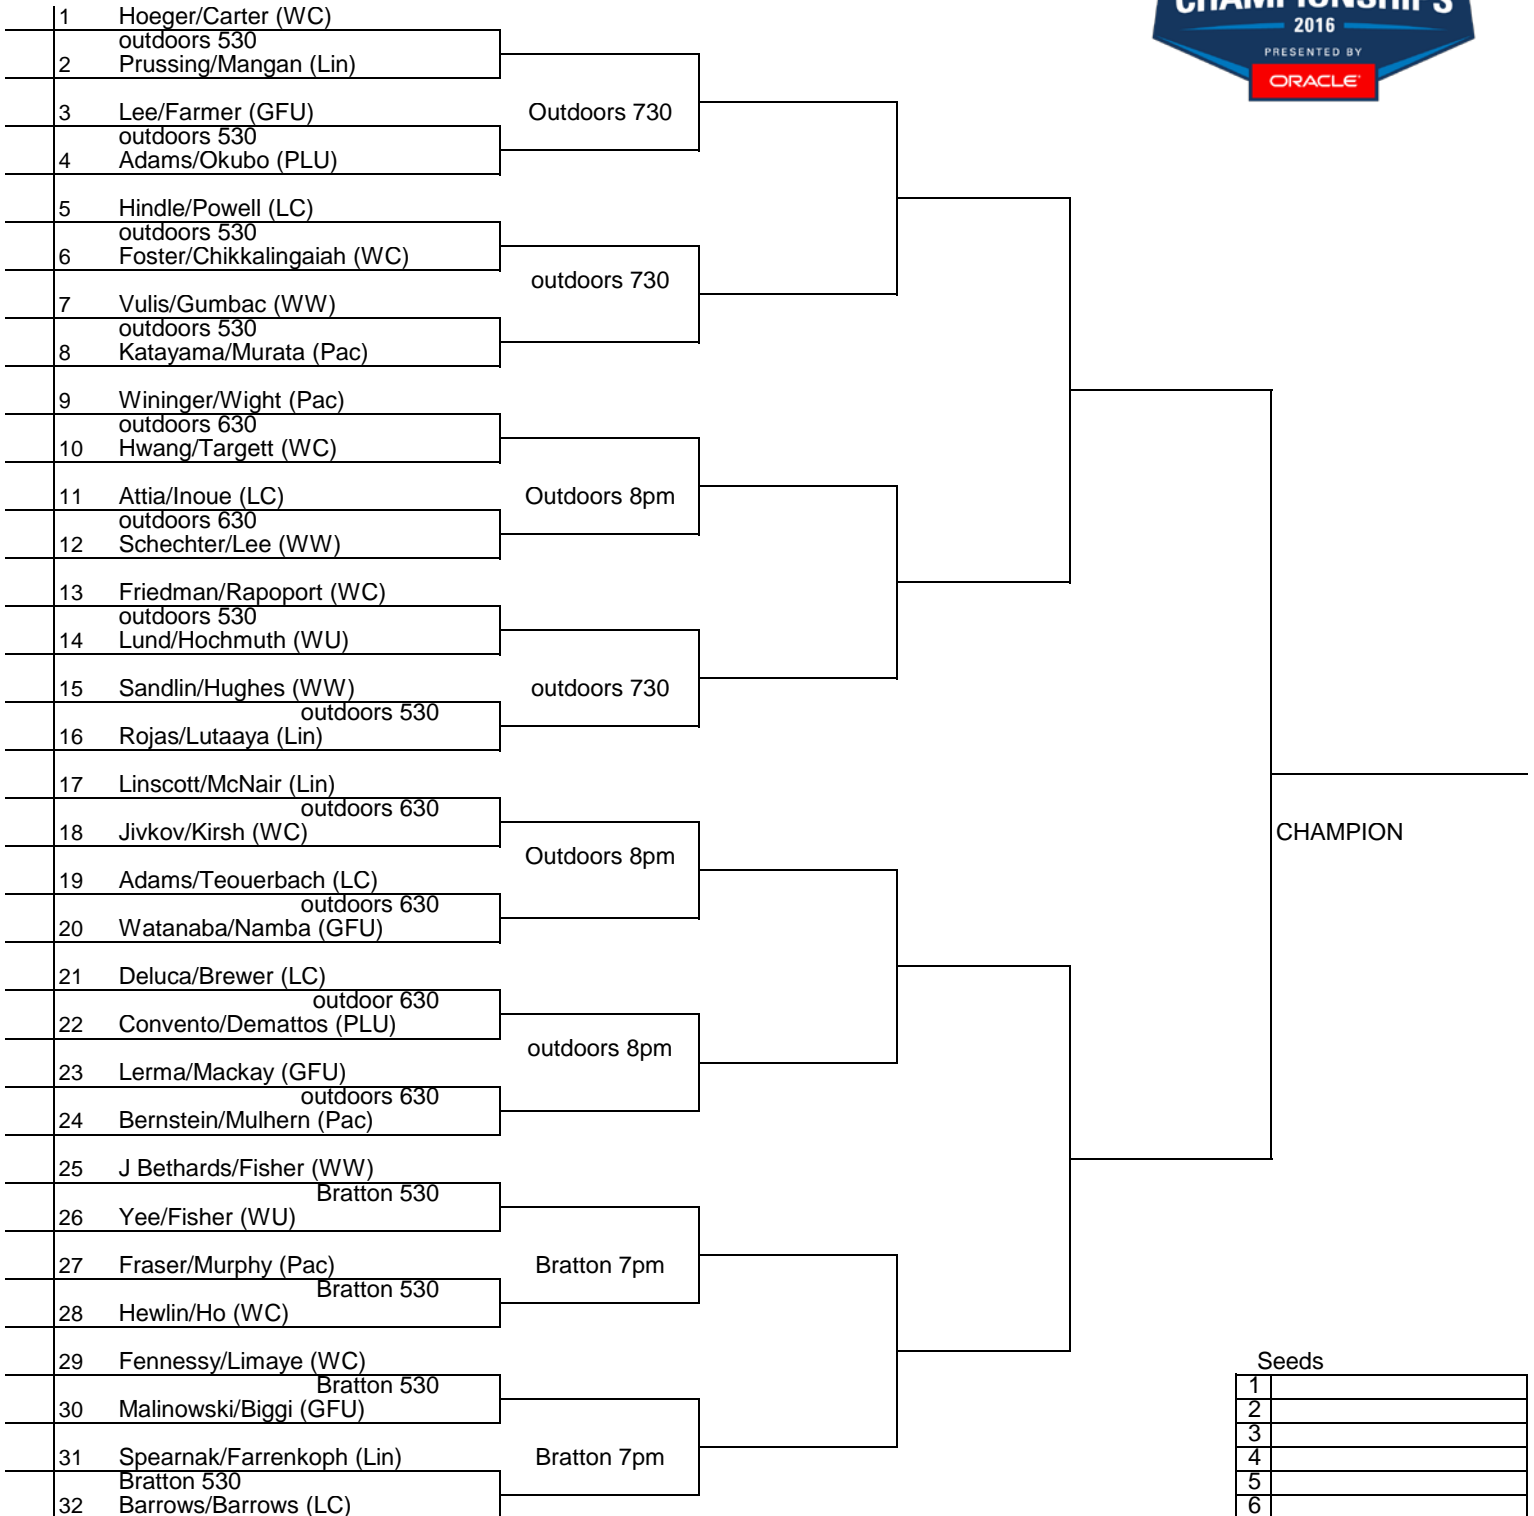 CHAMPIONSHIPS
2016
PRESENTED BY
ORACLE
1 Hoeger/Carter (WC)
outdoors 530
2 Prussing/Mangan (Lin)
Outdoors 730
3 Lee/Farmer (GFU)
outdoors 530
4 Adams/Okubo (PLU)
5 Hindle/Powell (LC)
outdoors 530
6 Foster/Chikkalingaiah (WC)
outdoors 730
7 Vulis/Gumbac (WW)
outdoors 530
8 Katayama/Murata (Pac)
9 Wininger/Wight (Pac)
outdoors 630
10 Hwang/Targett (WC)
Outdoors 8pm
11 Attia/Inoue (LC)
outdoors 630
12 Schechter/Lee (WW)
13 Friedman/Rapoport (WC)
outdoors 530
14 Lund/Hochmuth (WU)
outdoors 730
15 Sandlin/Hughes (WW)
outdoors 530
16 Rojas/Lutaaya (Lin)
17 Linscott/McNair (Lin)
outdoors 630
18 Jivkov/Kirsh (WC)
CHAMPION
Outdoors 8pm
19 Adams/Teouerbach (LC)
outdoors 630
20 Watanaba/Namba (GFU)
21 Deluca/Brewer (LC)
outdoor 630
22 Convento/Demattos (PLU)
outdoors 8pm
23 Lerma/Mackay (GFU)
outdoors 630
24 Bernstein/Mulhern (Pac)
25 J Bethards/Fisher (WW)
Bratton 530
26 Yee/Fisher (WU)
Bratton 7pm
27 Fraser/Murphy (Pac)
Bratton 530
28 Hewlin/Ho (WC)
29 Fennessy/Limaye (WC)
Bratton 530
30 Malinowski/Biggi (GFU)
Bratton 7pm
31 Spearnak/Farrenkoph (Lin)
Bratton 530
32 Barrows/Barrows (LC)
Seeds
1
2
3
4
5
6